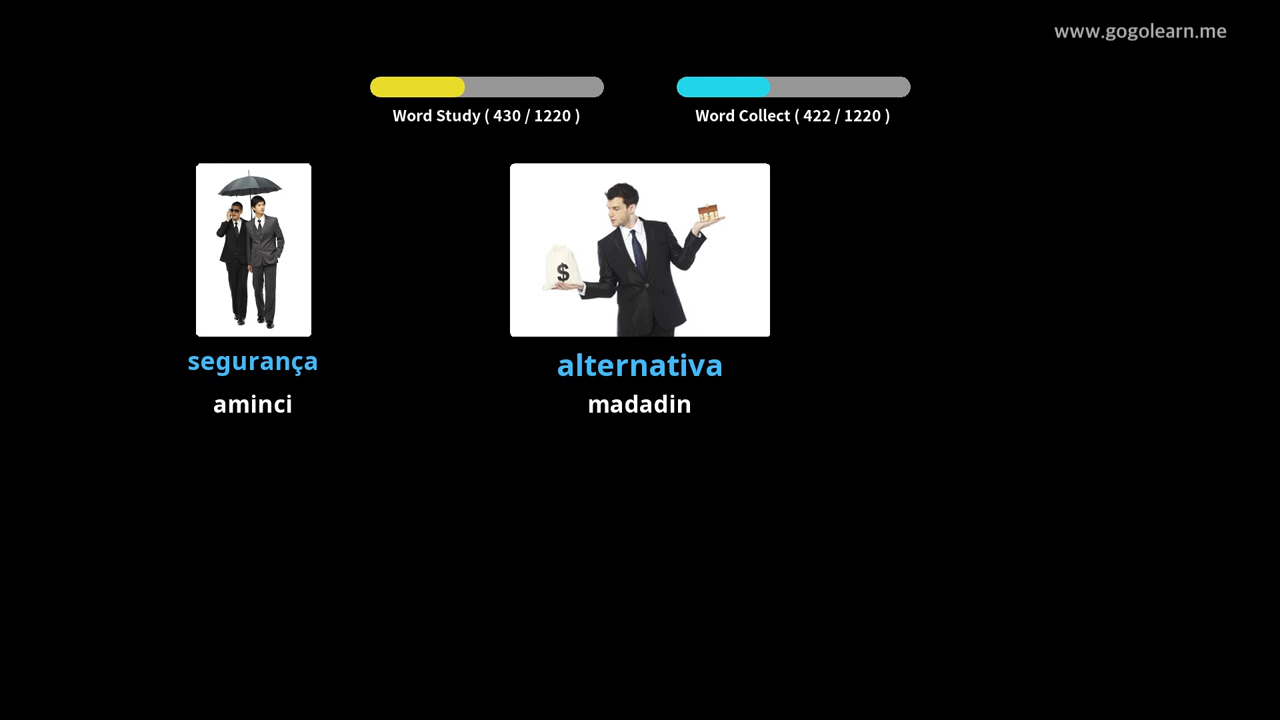 www.gogolearn.me
Word Study ( 430 / 1220 )
Word Collect ( 422 / 1220 )
$
segurança
alternativa
aminci
madadin